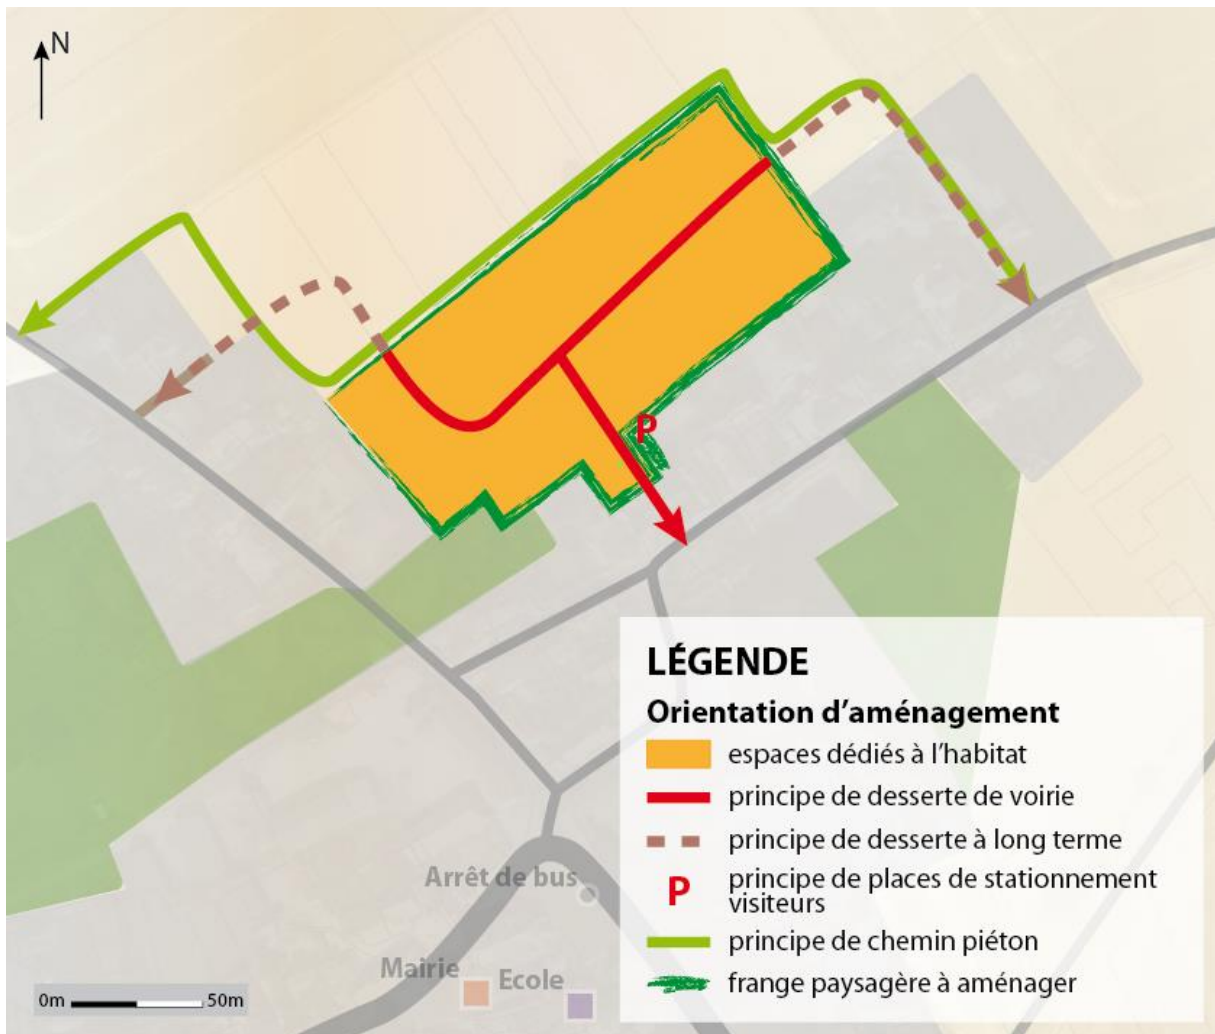 N
P
LÉGENDE
Orientation d’aménagement
espaces dédiés à l’habitat
principe de desserte de voirie
principe de desserte à long terme
P
principe de places de stationnement
visiteurs
principe de chemin piéton
frange paysagère à aménager
Arrêt de bus
Mairie
Ecole
0m
50m